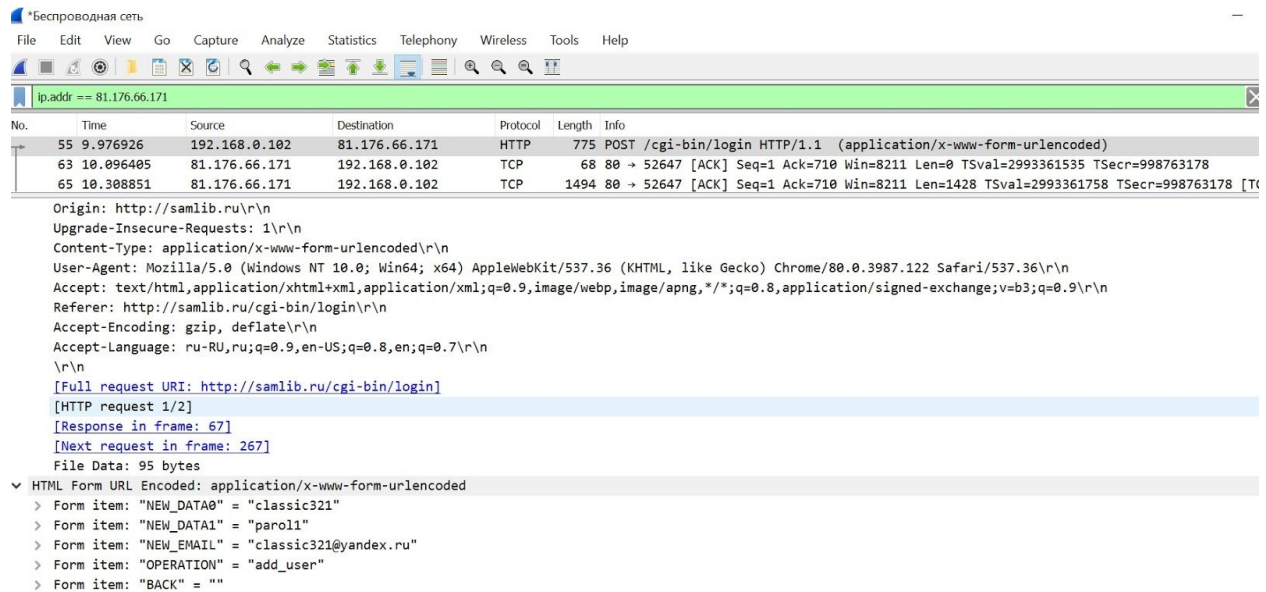 *Беспроводная сеть
File Edit View Go Capture Analyze Statistics Telephony Wireless Tools Help
ip.addr == 81.176.66.171
No. Time Source Destination Protocol Length Info
55 9.976926 192.168.0.102 81.176.66.171 HTTP 775 POST /cgi-bin/login HTTP/1.1 (application/x-www-form-urlencoded)
63 10.096405 81.176.66.171 192.168.0.102 TCP 68 80 → 52647 [ACK] Seq=1 Ack=710 Win=8211 Len=0 TSval=2993361535 TSecr=998763178
65 10.308851 81.176.66.171 192.168.0.102 TCP 1494 80 → 52647 [ACK] Seq=1 Ack=710 Win=8211 Len=1428 TSval=2993361758 TSecr=998763178 [TC
Origin: http://samlib.ru\r\n
Upgrade-Insecure-Requests: 1\r\n
Content-Type: application/x-www-form-urlencoded\r\n
User-Agent: Mozilla/5.0 (Windows NT 10.0; Win64; x64) AppleWebKit/537.36 (KHTML, like Gecko) Chrome/80.0.3987.122 Safari/537.36\r\n
Accept: text/html,application/xhtml+xml,application/xml;q=0.9,image/webp,image/apng,*/*;q=0.8,application/signed-exchange;v=b3;q=0.9\r\n
Referer: http://samlib.ru/cgi-bin/login\r\n
Accept-Encoding: gzip, deflate\r\n
Accept-Language: ru-RU,ru;q=0.9,en-US;q=0.8,en;q=0.7\r\n
\r\n
[Full request URI: http://samlib.ru/cgi-bin/login]
[HTTP request 1/2]
[Response in frame: 67]
[Next request in frame: 267]
File Data: 95 bytes
HTML Form URL Encoded: application/x-www-form-urlencoded
Form item: "NEW_DATA0" = "classic321"
Form item: "NEW_DATA1" = "parol1"
Form item: "NEW_EMAIL" = "classic321@yandex.ru"
Form item: "OPERATION" = "add_user"
Form item: "BACK" = ""